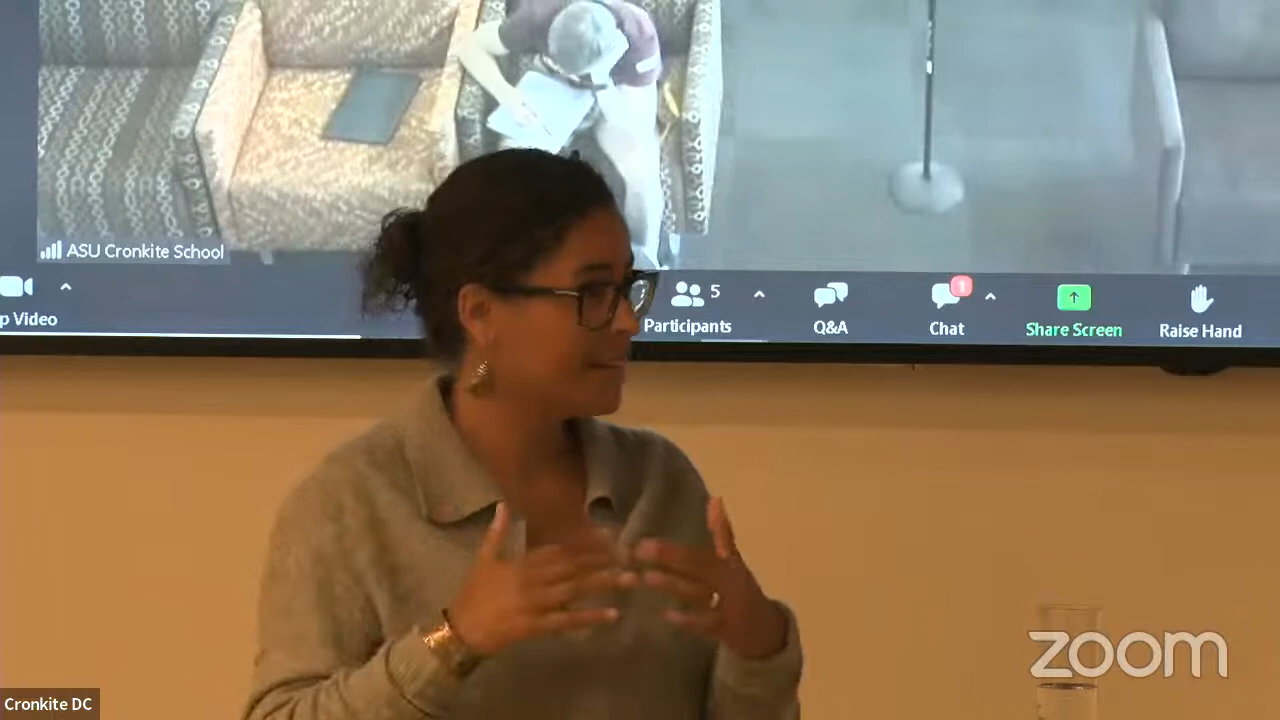 ASU Cronkite School
p Video
5
Participants
Q&A
1
Chat
Share Screen
Raise Hand
zoom
Cronkite DC